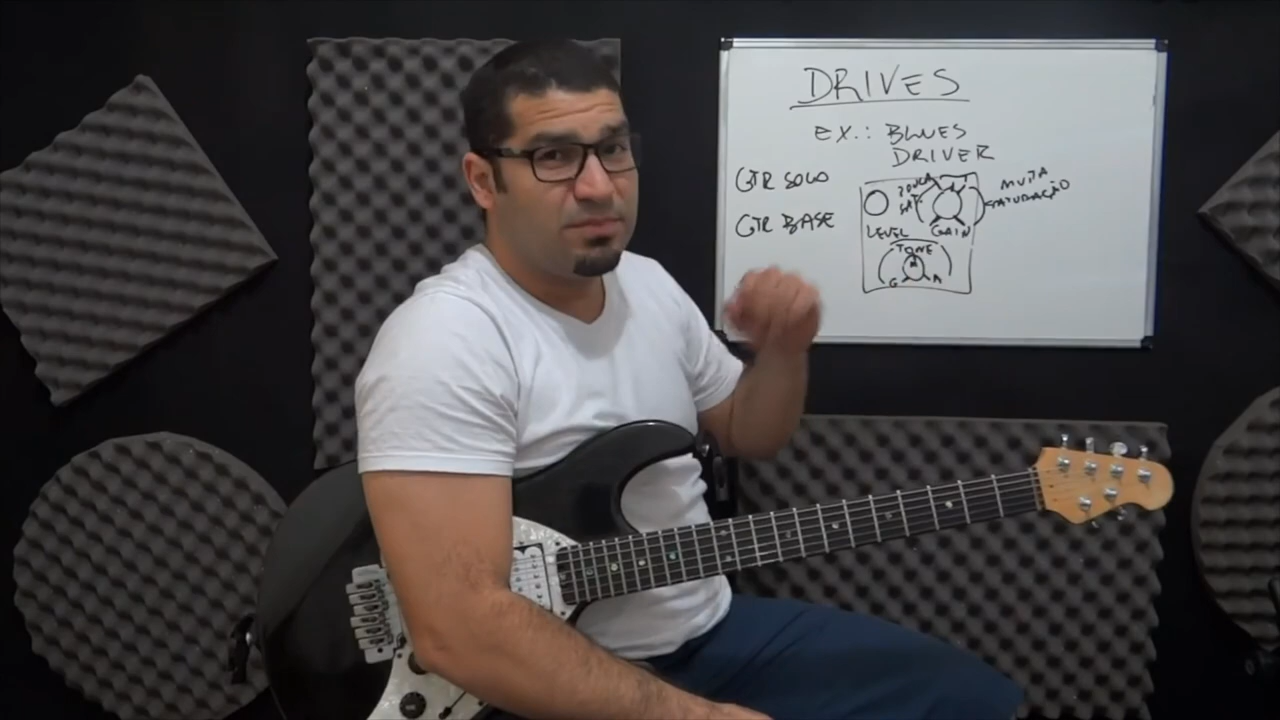 DRIVES
EX.: BLUES
DRIVER
GTR SOLO
GTR BASE
POUCA
SAT.
MUITA
SATURAÇÃO
LEVEL GAIN
TONE
M
G A